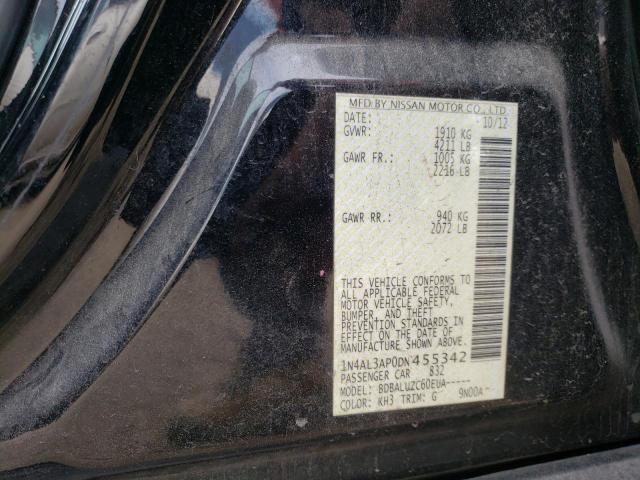 MFD BY NISSAN MOTOR CO., LTD.
DATE: 10/12
GVWR: 1910 KG
4211 LB
GAWR FR.: 1005 KG
2216 LB
GAWR RR.: 940 KG
2072 LB
THIS VEHICLE CONFORMS TO
ALL APPLICABLE FEDERAL
MOTOR VEHICLE SAFETY,
BUMPER, AND THEFT
PREVENTION STANDARDS IN
EFFECT ON THE DATE OF
MANUFACTURE SHOWN ABOVE.
1N4AL3AP0DN455342
PASSENGER CAR 832
MODEL: BDBALUZC60EUA-----
COLOR: KH3 TRIM: G 9N00A